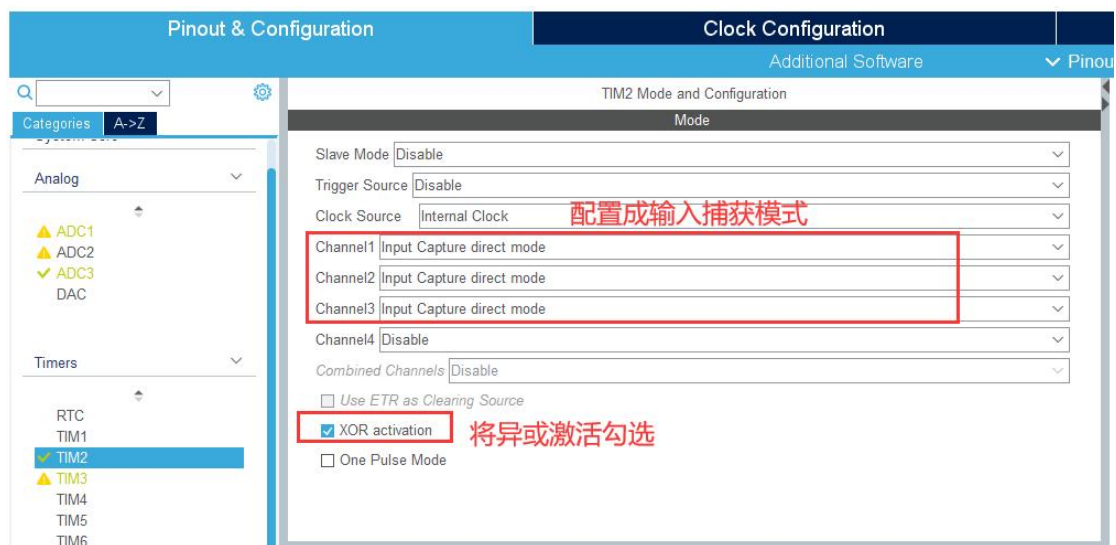 Pinout & Configuration
Clock Configuration
Additional Software
Pinou
TIM2 Mode and Configuration
Categories
A->Z
Mode
Slave Mode Disable
Analog
Trigger Source Disable
Clock Source Internal Clock
配置成输入捕获模式
ADC1
Channel1 Input Capture direct mode
ADC2
Channel2 Input Capture direct mode
ADC3
DAC
Channel3 Input Capture direct mode
Channel4 Disable
Timers
Combined Channels Disable
Use ETR as Clearing Source
RTC
XOR activation
将异或激活勾选
TIM1
TIM2
One Pulse Mode
TIM3
TIM4
TIM5
TIM6